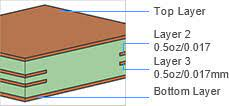 Top Layer
Layer 2
0.5oz/0.017
Layer 3
0.5oz/0.017mm
Bottom Layer